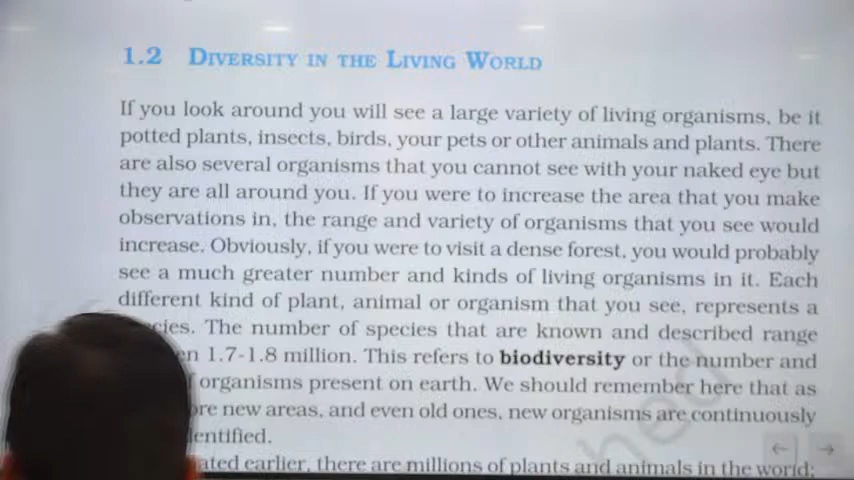 1.2 DIVERSITY IN THE LIVING WORLD
If you look around you will see a large variety of living organisms, be it
potted plants, insects, birds, your pets or other animals and plants. There
are also several organisms that you cannot see with your naked eye but
they are all around you. If you were to increase the area that you make
observations in, the range and variety of organisms that you see would
increase. Obviously, if you were to visit a dense forest, you would probably
see a much greater number and kinds of living organisms in it. Each
different kind of plant, animal or organism that you see, represents a
cies. The number of species that are known and described range
en 1.7-1.8 million. This refers to biodiversity or the number and
f organisms present on earth. We should remember here that as
ore new areas, and even old ones, new organisms are continuously
entified.
ated earlier, there are millions of plants and animals in the world;
hed